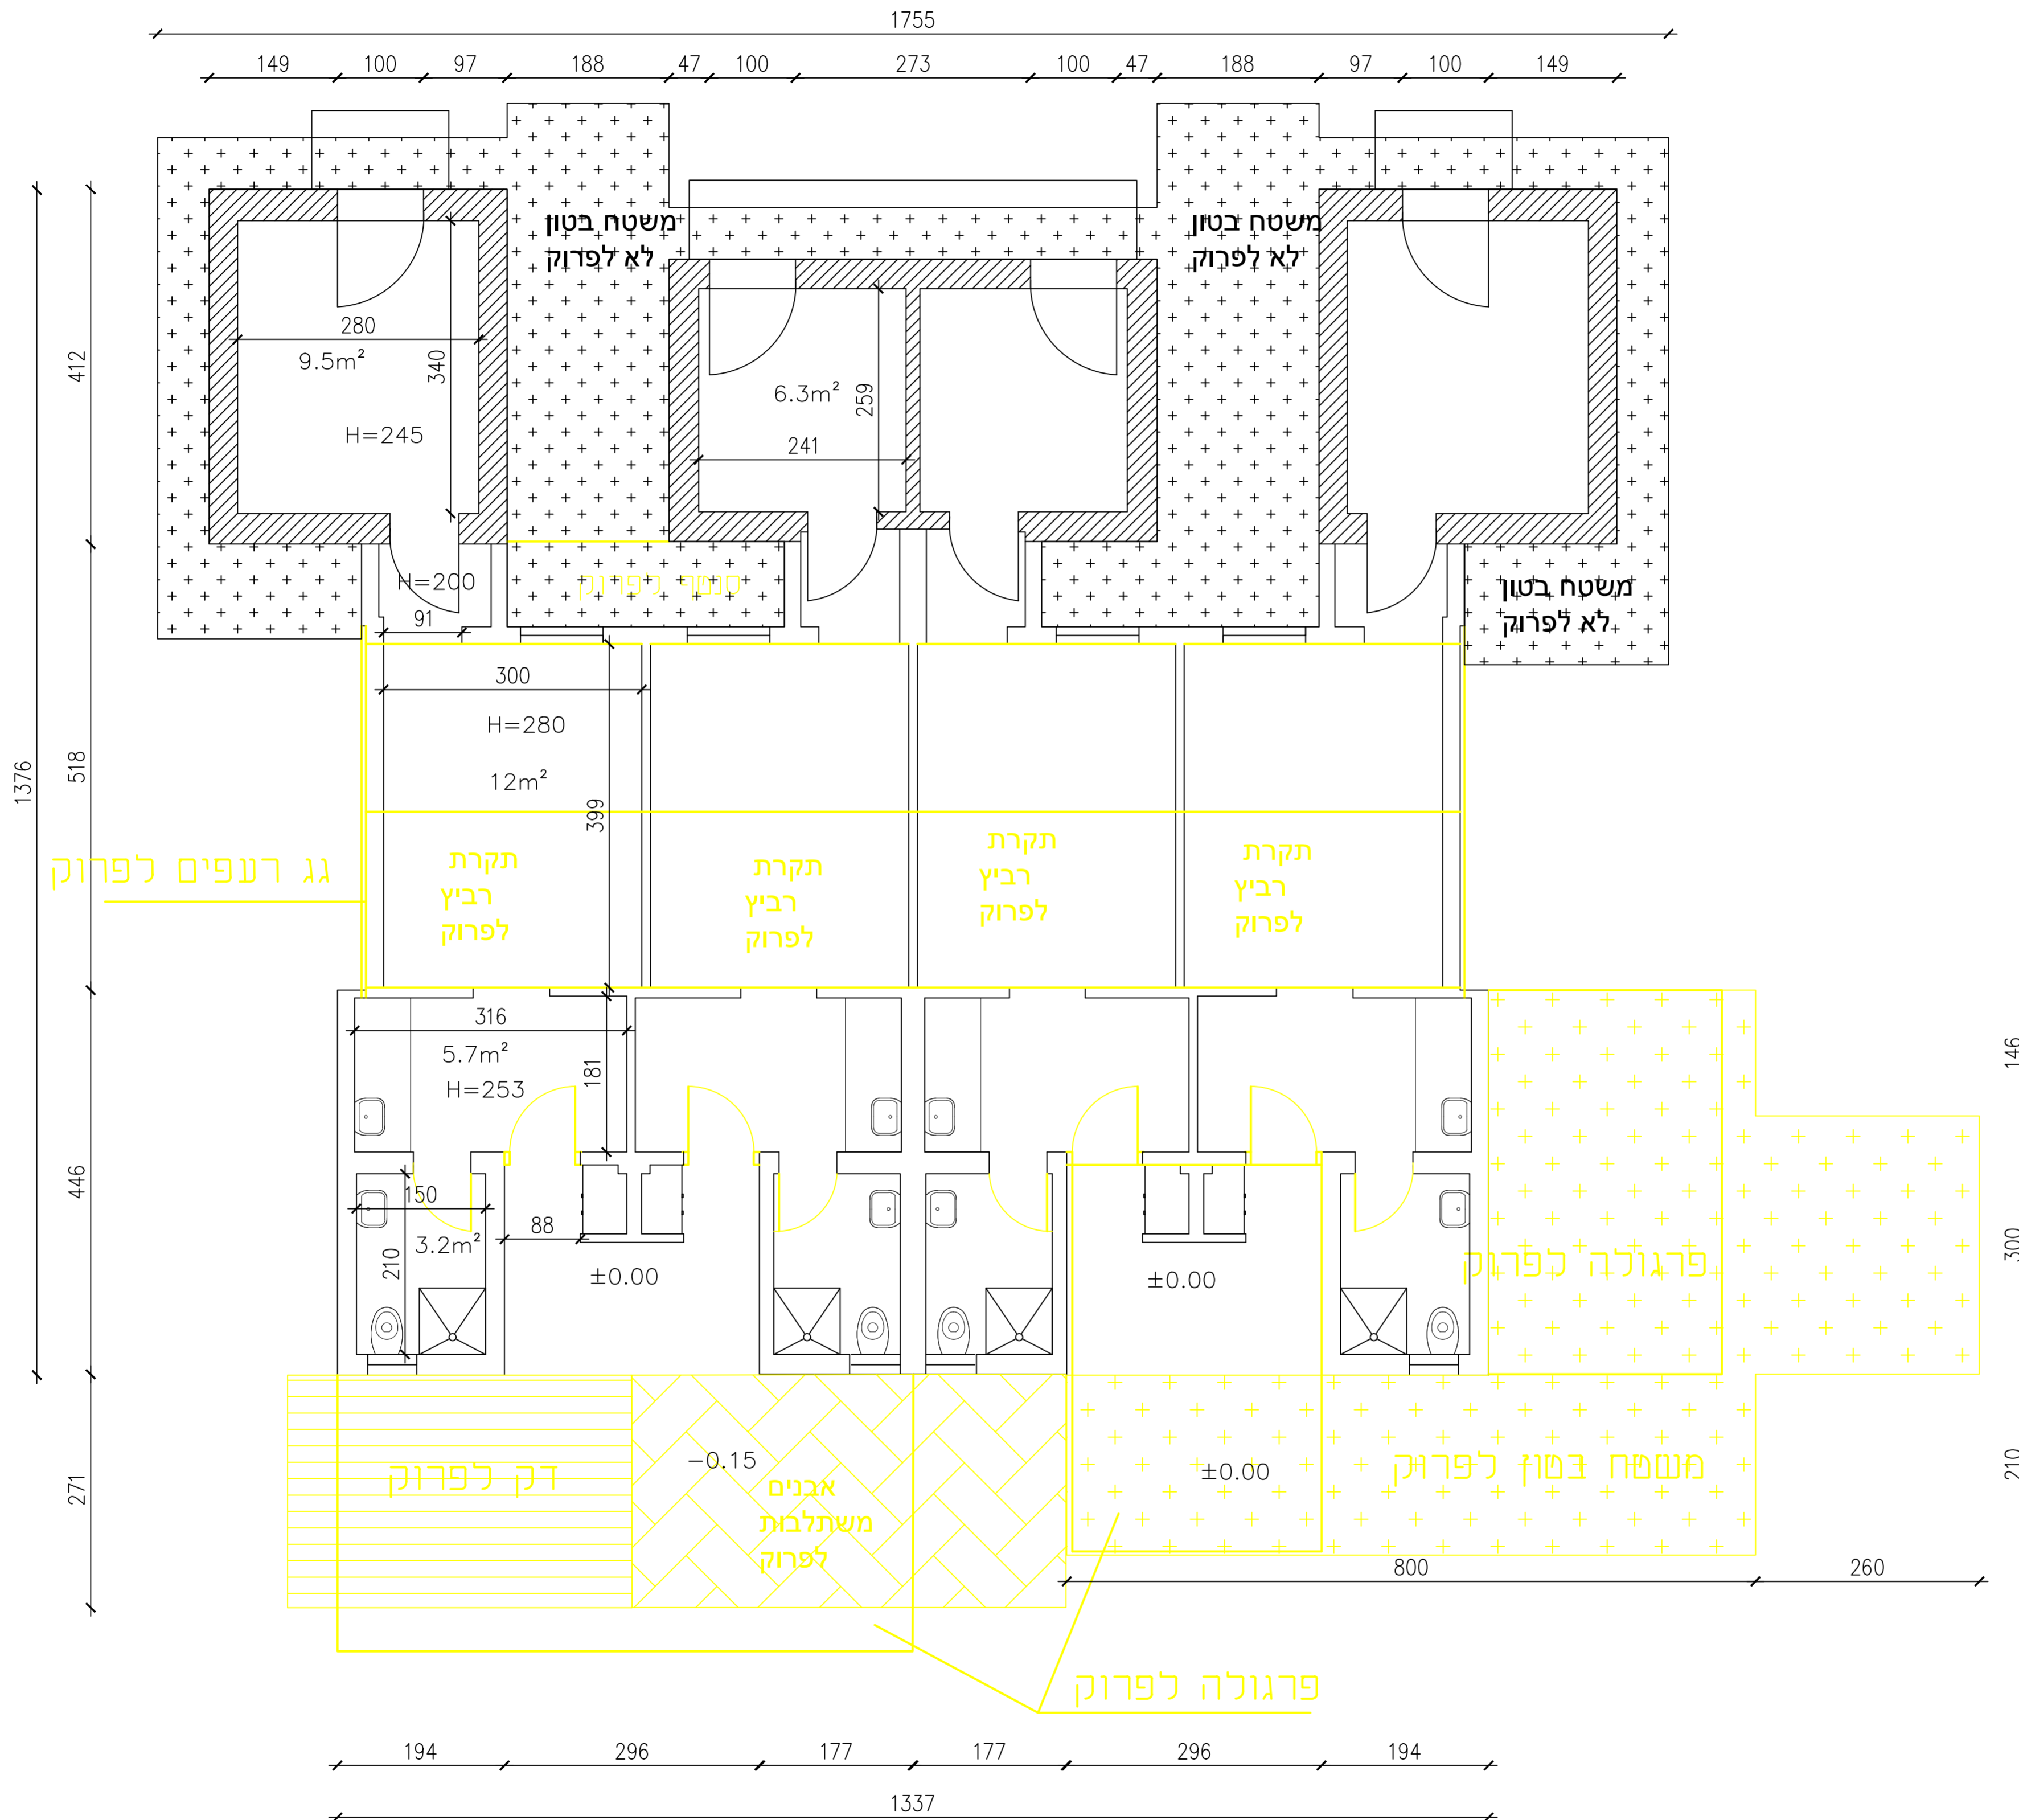 1755
149 100 97 188 47 100 273 100 47 188 97 100 149
משטח בטון
לא לפרוק
משטח בטון
לא לפרוק
280
9.5m²
340
H=245
412
6.3m²
259
241
H=200
91
סנטף לפרוק
משטח בטון
לא לפרוק
300
H=280
12m²
399
518
1376
תקרת
רביץ
לפרוק
תקרת
רביץ
לפרוק
תקרת
רביץ
לפרוק
תקרת
רביץ
לפרוק
גג רעפים לפרוק
316
5.7m²
H=253
181
146
446
150
3.2m²
210
88
±0.00
±0.00
פרגולה לפרוק
300
271
דק לפרוק
-0.15
אבנים
משתלבות
לפרוק
±0.00
משטח בטון לפרוק
210
800
260
פרגולה לפרוק
194 296 177 177 296 194
1337